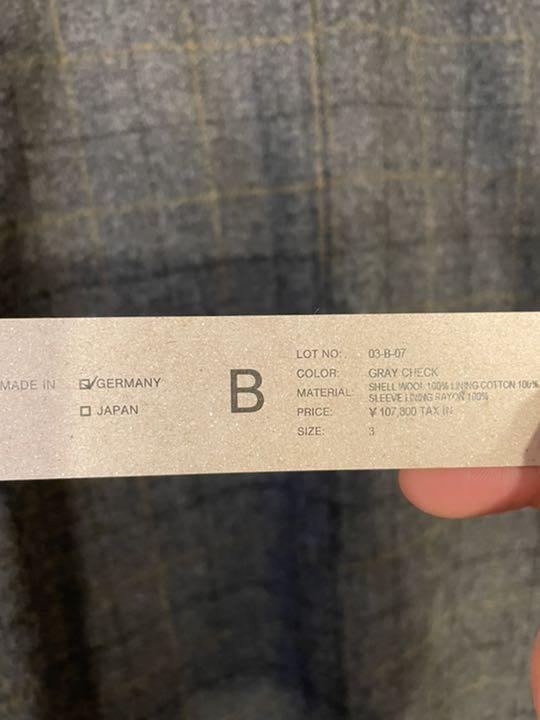 MADE IN
☑ GERMANY
☐ JAPAN
B
LOT NO: 03-B-07
COLOR: GRAY CHECK
MATERIAL: SHELL WOOL 100% LINING COTTON 100%
SLEEVE LINING RAYON 100%
PRICE: ¥107,800 TAX IN
SIZE: 3